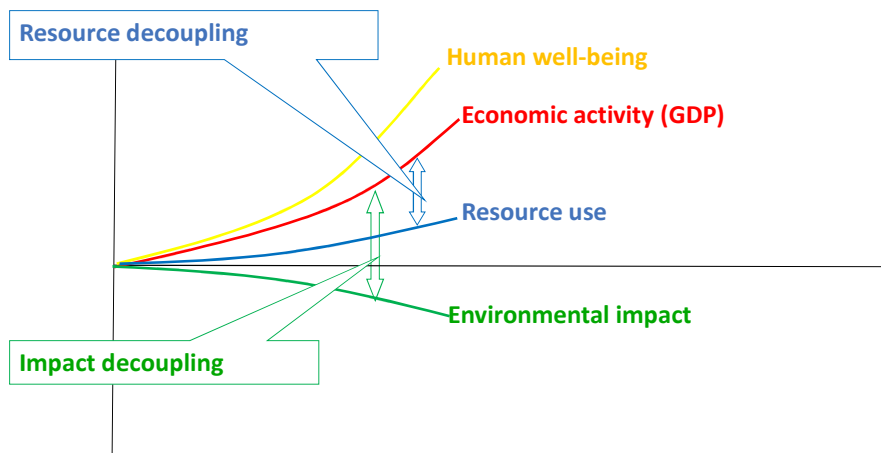 Resource decoupling
Human well-being
Economic activity (GDP)
Resource use
Environmental impact
Impact decoupling